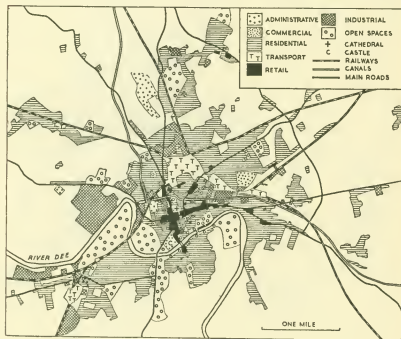 ADMINISTRATIVE
COMMERCIAL
RESIDENTIAL
T T TRANSPORT
RETAIL
INDUSTRIAL
OPEN SPACES
+ CATHEDRAL
C CASTLE
RAILWAYS
CANALS
MAIN ROADS
RIVER DEE
ONE MILE